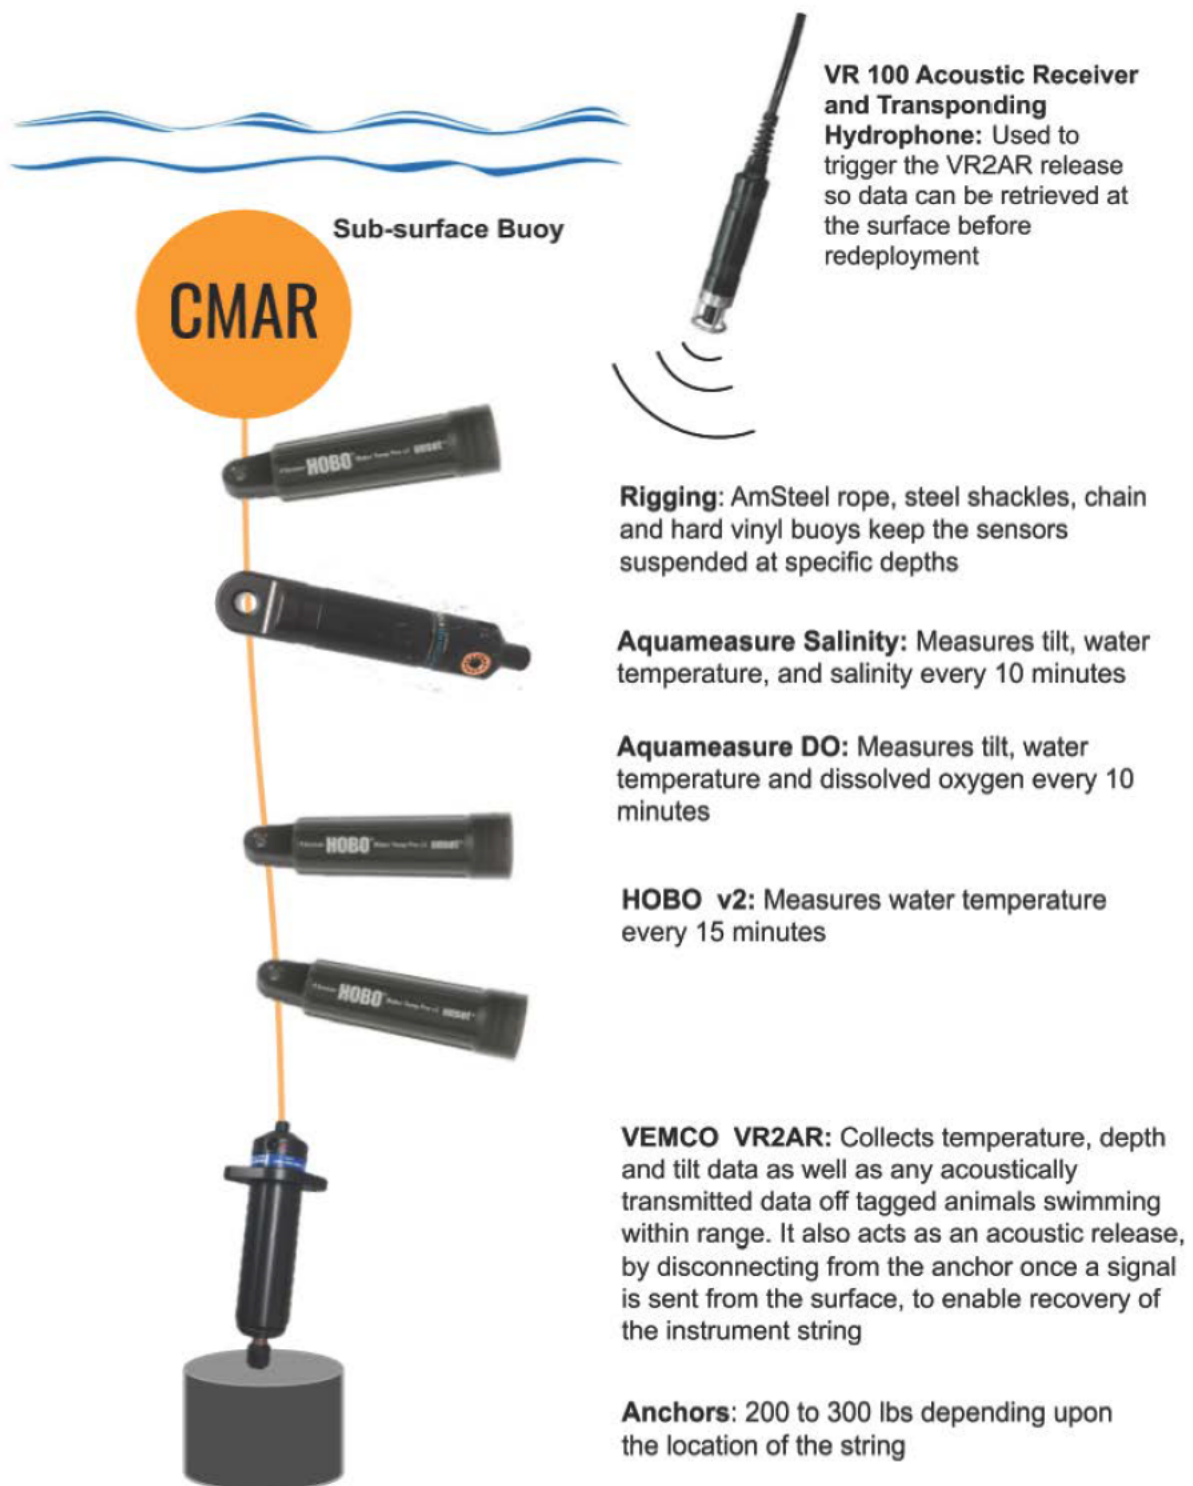 VR 100 Acoustic Receiver
and Transponding
Hydrophone: Used to
trigger the VR2AR release
so data can be retrieved at
the surface before
redeployment
Sub-surface Buoy
CMAR
HOBO
onset
Rigging: AmSteel rope, steel shackles, chain
and hard vinyl buoys keep the sensors
suspended at specific depths
Aquameasure Salinity: Measures tilt, water
temperature, and salinity every 10 minutes
Aquameasure DO: Measures tilt, water
temperature and dissolved oxygen every 10
minutes
HOBO
onset
HOBO v2: Measures water temperature
every 15 minutes
HOBO
onset
VEMCO VR2AR: Collects temperature, depth
and tilt data as well as any acoustically
transmitted data off tagged animals swimming
within range. It also acts as an acoustic release,
by disconnecting from the anchor once a signal
is sent from the surface, to enable recovery of
the instrument string
Anchors: 200 to 300 lbs depending upon
the location of the string